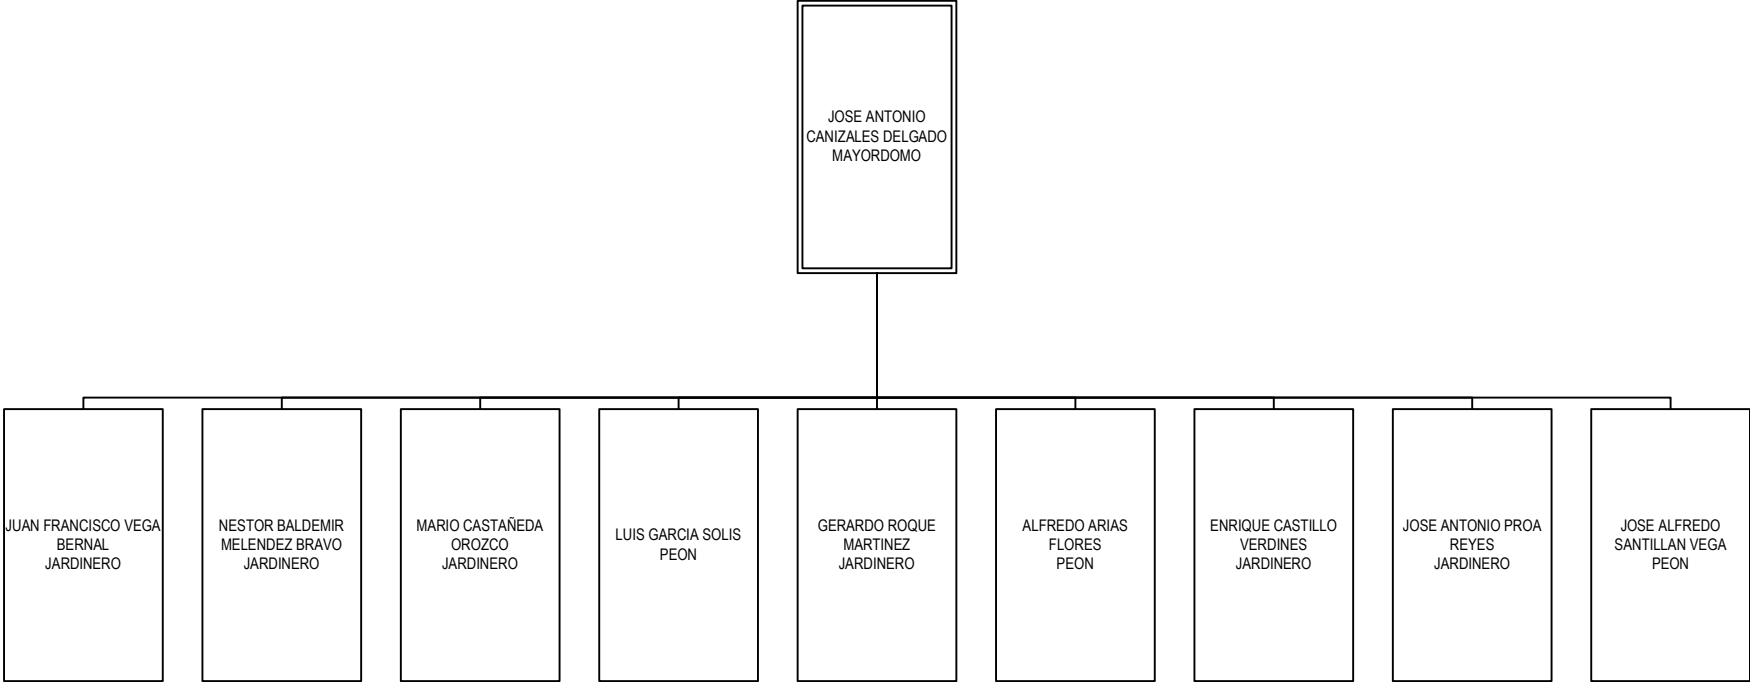 JOSE ANTONIO
CANIZALES DELGADO
MAYORDOMO
JUAN FRANCISCO VEGA
BERNAL
JARDINERO
NESTOR BALDEMIR
MELENDEZ BRAVO
JARDINERO
MARIO CASTAÑEDA
OROZCO
JARDINERO
LUIS GARCIA SOLIS
PEON
GERARDO ROQUE
MARTINEZ
JARDINERO
ALFREDO ARIAS
FLORES
PEON
ENRIQUE CASTILLO
VERDINES
JARDINERO
JOSE ANTONIO PROA
REYES
JARDINERO
JOSE ALFREDO
SANTILLAN VEGA
PEON